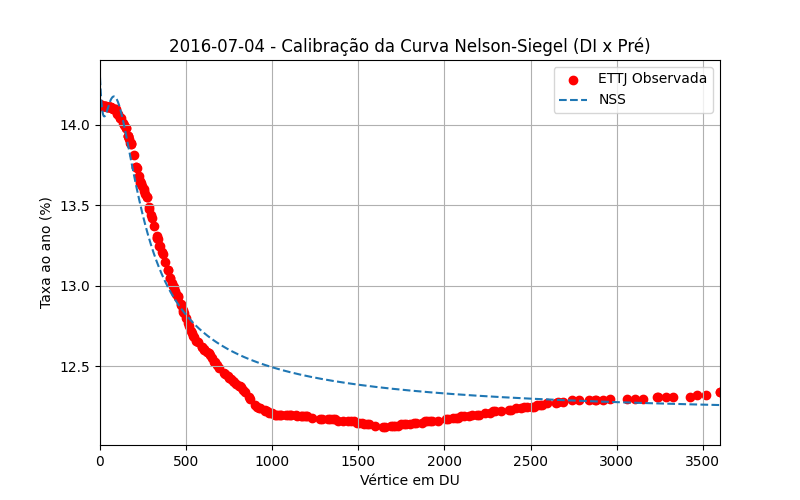 2016-07-04 - Calibração da Curva Nelson-Siegel (DI x Pré)
ETTJ Observada
NSS
Taxa ao ano (%)
14.0
13.5
13.0
12.5
0 500 1000 1500 2000 2500 3000 3500
Vértice em DU